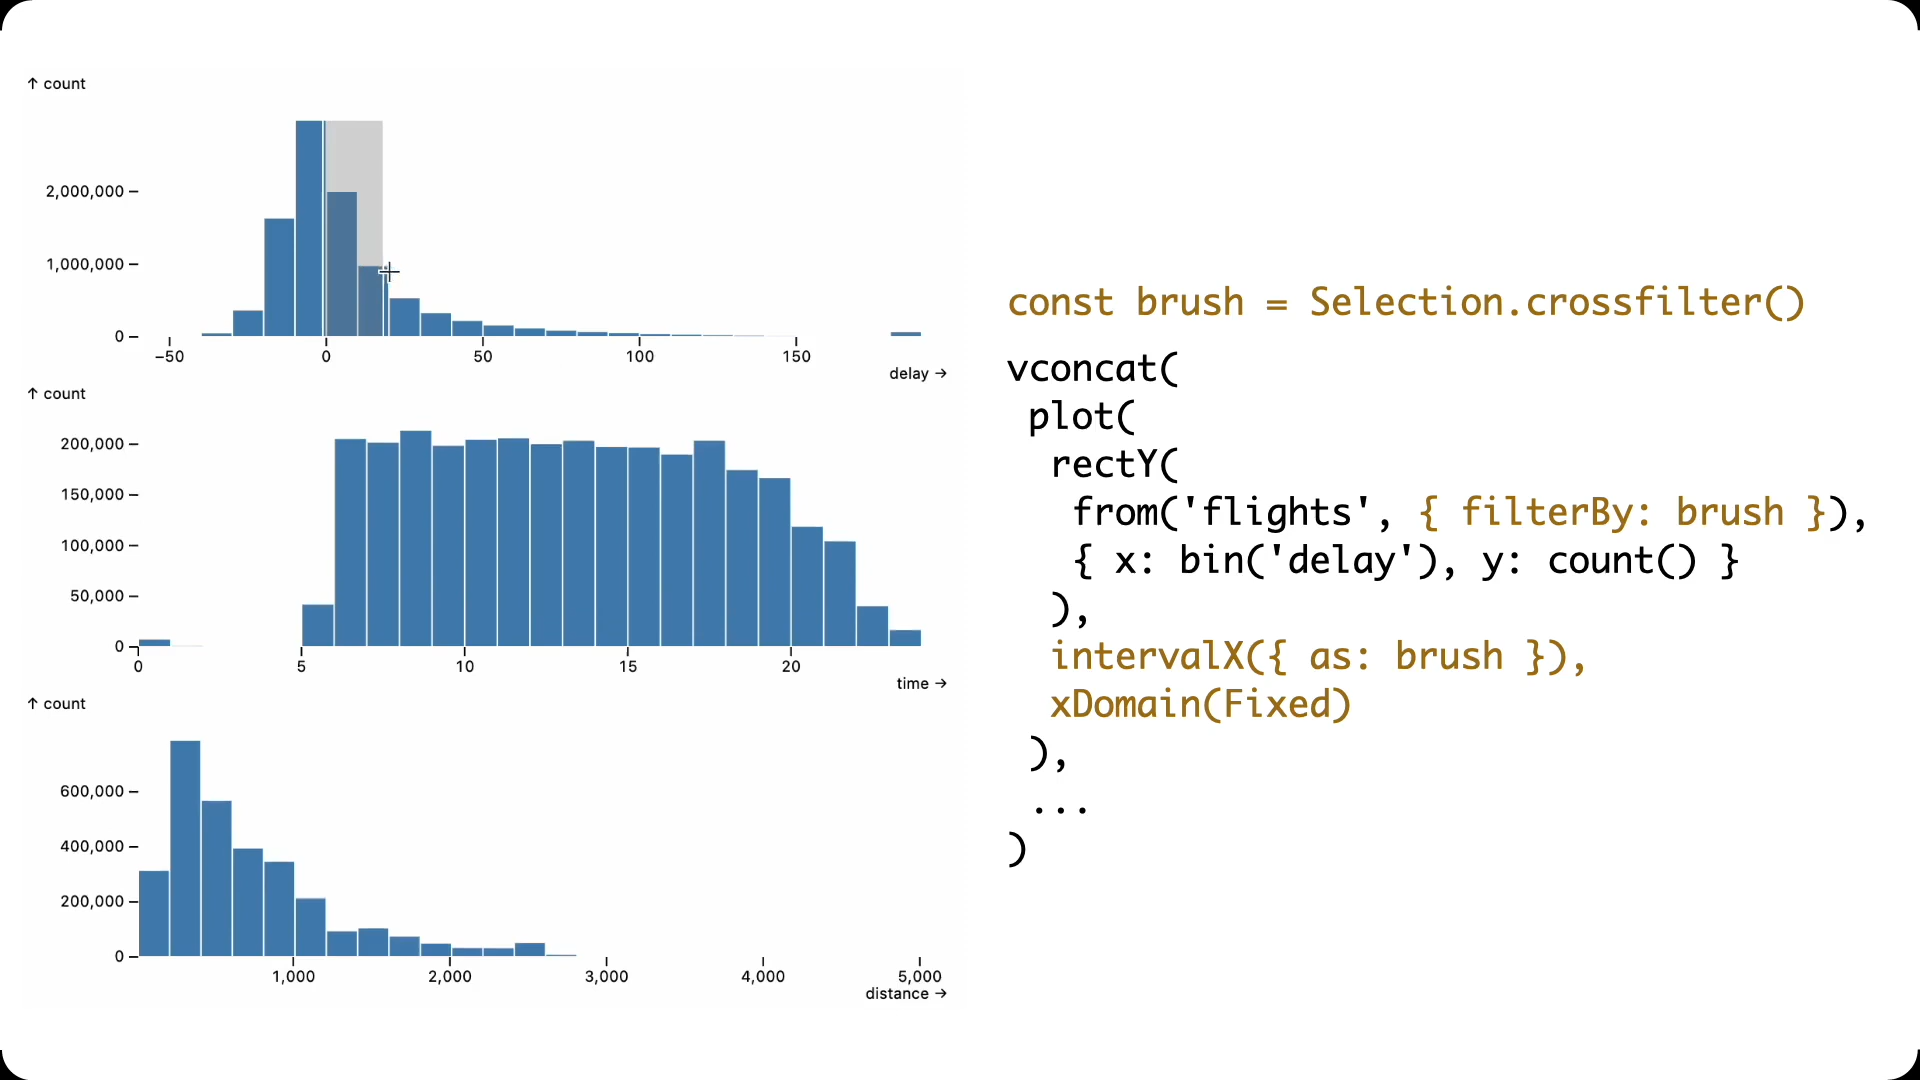 ↑ count
2,000,000
1,000,000
0
−50 0 50 100 150
delay →
↑ count
200,000
150,000
100,000
50,000
0
0 5 10 15 20
time →
↑ count
600,000
400,000
200,000
0
1,000 2,000 3,000 4,000 5,000
distance →
const brush = Selection.crossfilter()
vconcat(
plot(
rectY(
from('flights', { filterBy: brush }),
{ x: bin('delay'), y: count() }
),
intervalX({ as: brush }),
xDomain(Fixed)
),
...
)